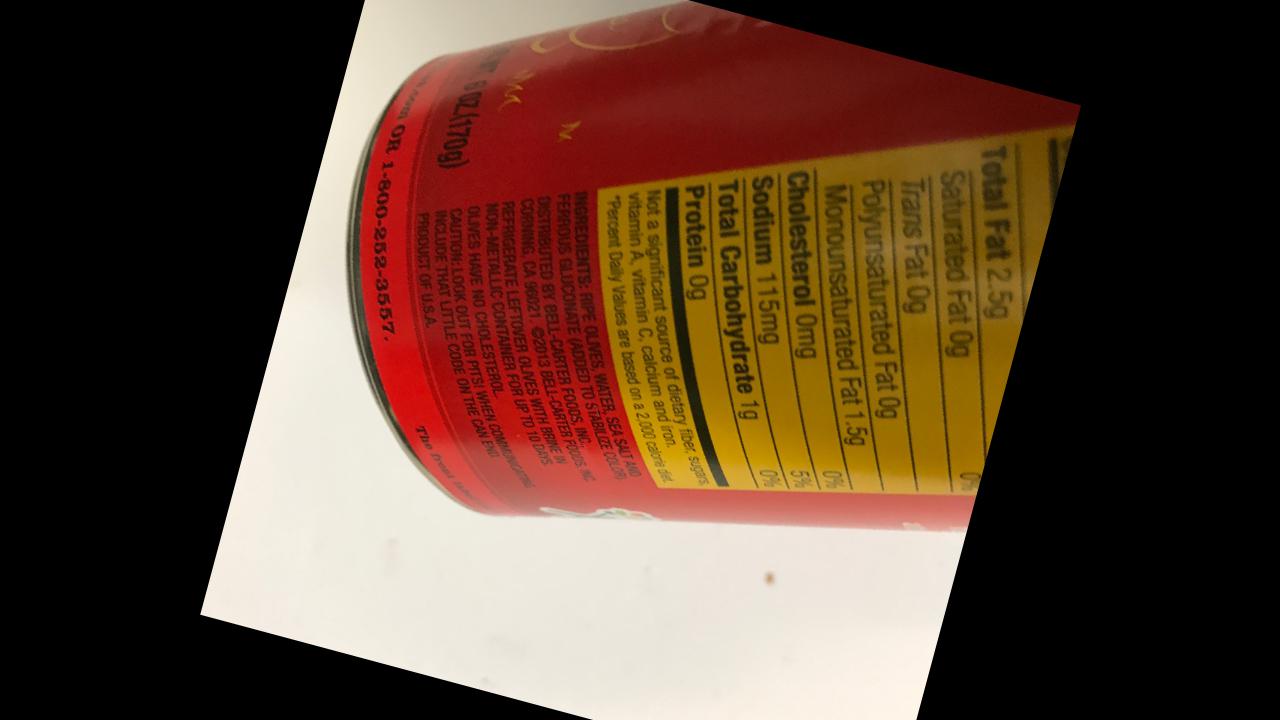 Total Fat 2.5g
Saturated Fat 0g 0%
Trans Fat 0g
Polyunsaturated Fat 0g
Monounsaturated Fat 1.5g
Cholesterol 0mg 0%
Sodium 115mg 5%
Total Carbohydrate 1g 0%
Protein 0g
Not a significant source of dietary fiber, sugars,
vitamin A, vitamin C, calcium and iron.
*Percent Daily Values are based on a 2,000 calorie diet.
INGREDIENTS: RIPE OLIVES, WATER, SEA SALT AND
FERROUS GLUCONATE (ADDED TO STABILIZE COLOR).
DISTRIBUTED BY BELL-CARTER FOODS, INC.,
CORNING, CA 96021 ©2013 BELL-CARTER FOODS, INC.
REFRIGERATE LEFTOVER OLIVES WITH BRINE IN
NON-METALLIC CONTAINER FOR UP TO 10 DAYS.
OLIVES HAVE NO CHOLESTEROL.
CAUTION: LOOK OUT FOR PITS! WHEN COMMUNICATING,
INCLUDE THAT LITTLE CODE ON THE CAN END.
PRODUCT OF U.S.A.
6 OZ.(170g)
.com OR 1-800-252-3557.
The